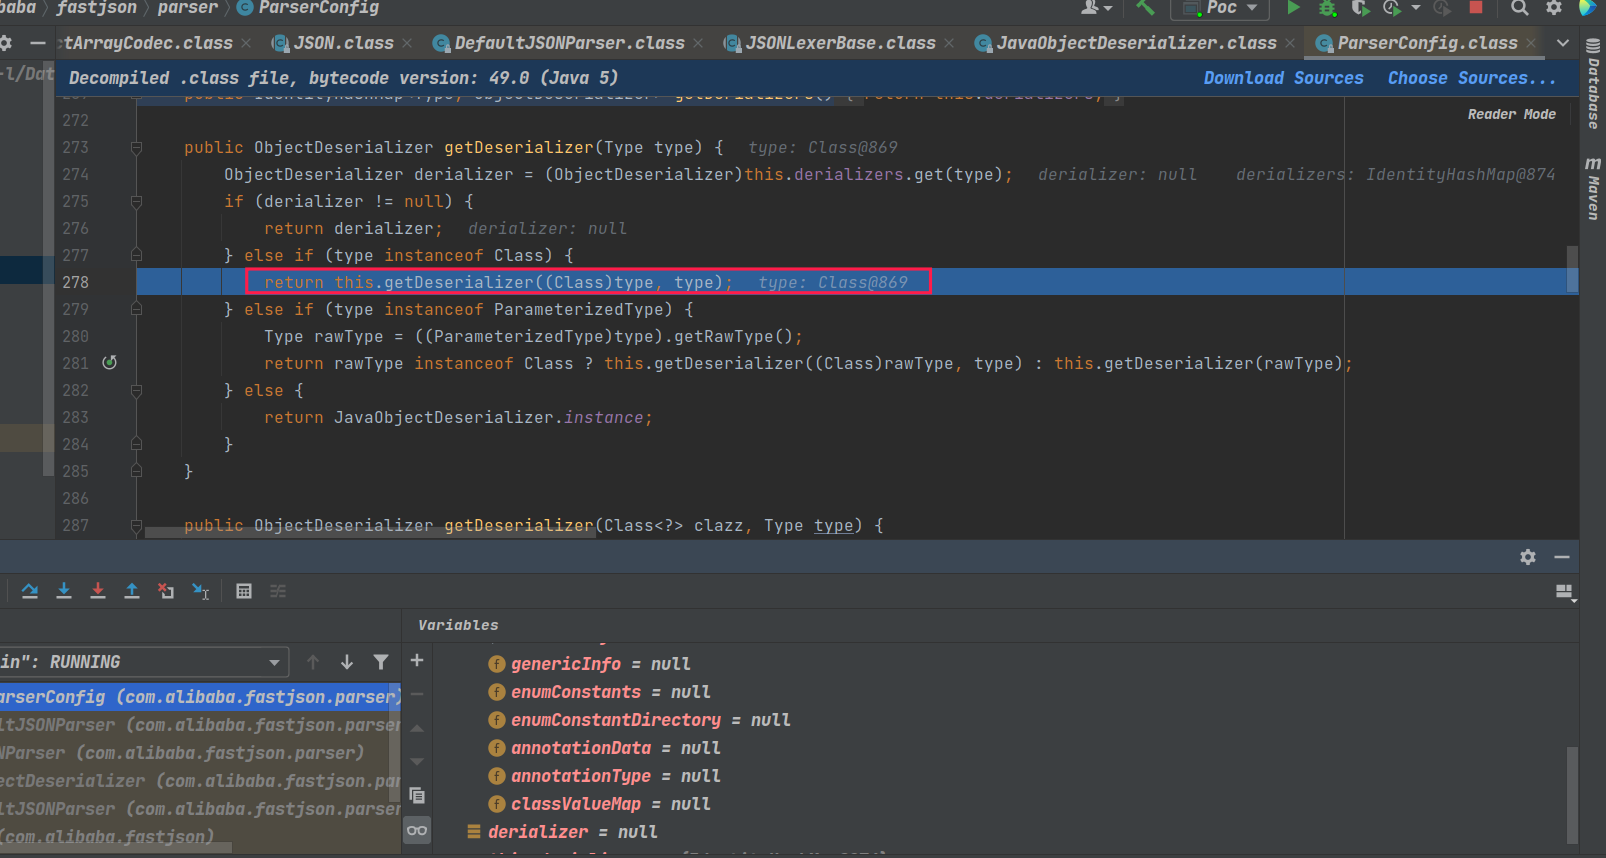 baba › fastjson › parser › ParserConfig
Poc
tArrayCodec.class
JSON.class
DefaultJSONParser.class
JSONLexerBase.class
JavaObjectDeserializer.class
ParserConfig.class
Decompiled .class file, bytecode version: 49.0 (Java 5)
Download Sources
Choose Sources...
Reader Mode
Database
Maven
272
273 public ObjectDeserializer getDeserializer(Type type) { type: Class@869
274 ObjectDeserializer derializer = (ObjectDeserializer)this.derializers.get(type); derializer: null derializers: IdentityHashMap@874
275 if (derializer != null) {
276 return derializer; derializer: null
277 } else if (type instanceof Class) {
278 return this.getDeserializer((Class)type, type); type: Class@869
279 } else if (type instanceof ParameterizedType) {
280 Type rawType = ((ParameterizedType)type).getRawType();
281 return rawType instanceof Class ? this.getDeserializer((Class)rawType, type) : this.getDeserializer(rawType);
282 } else {
283 return JavaObjectDeserializer.instance;
284 }
285 }
286
287 public ObjectDeserializer getDeserializer(Class<?> clazz, Type type) {
Variables
in": RUNNING
arserConfig (com.alibaba.fastjson.parser)
ltJSONParser (com.alibaba.fastjson.parser
NParser (com.alibaba.fastjson.parser)
ectDeserializer (com.alibaba.fastjson.par
ltJSONParser (com.alibaba.fastjson.parser
(com.alibaba.fastjson)
genericInfo = null
enumConstants = null
enumConstantDirectory = null
annotationData = null
annotationType = null
classValueMap = null
derializer = null